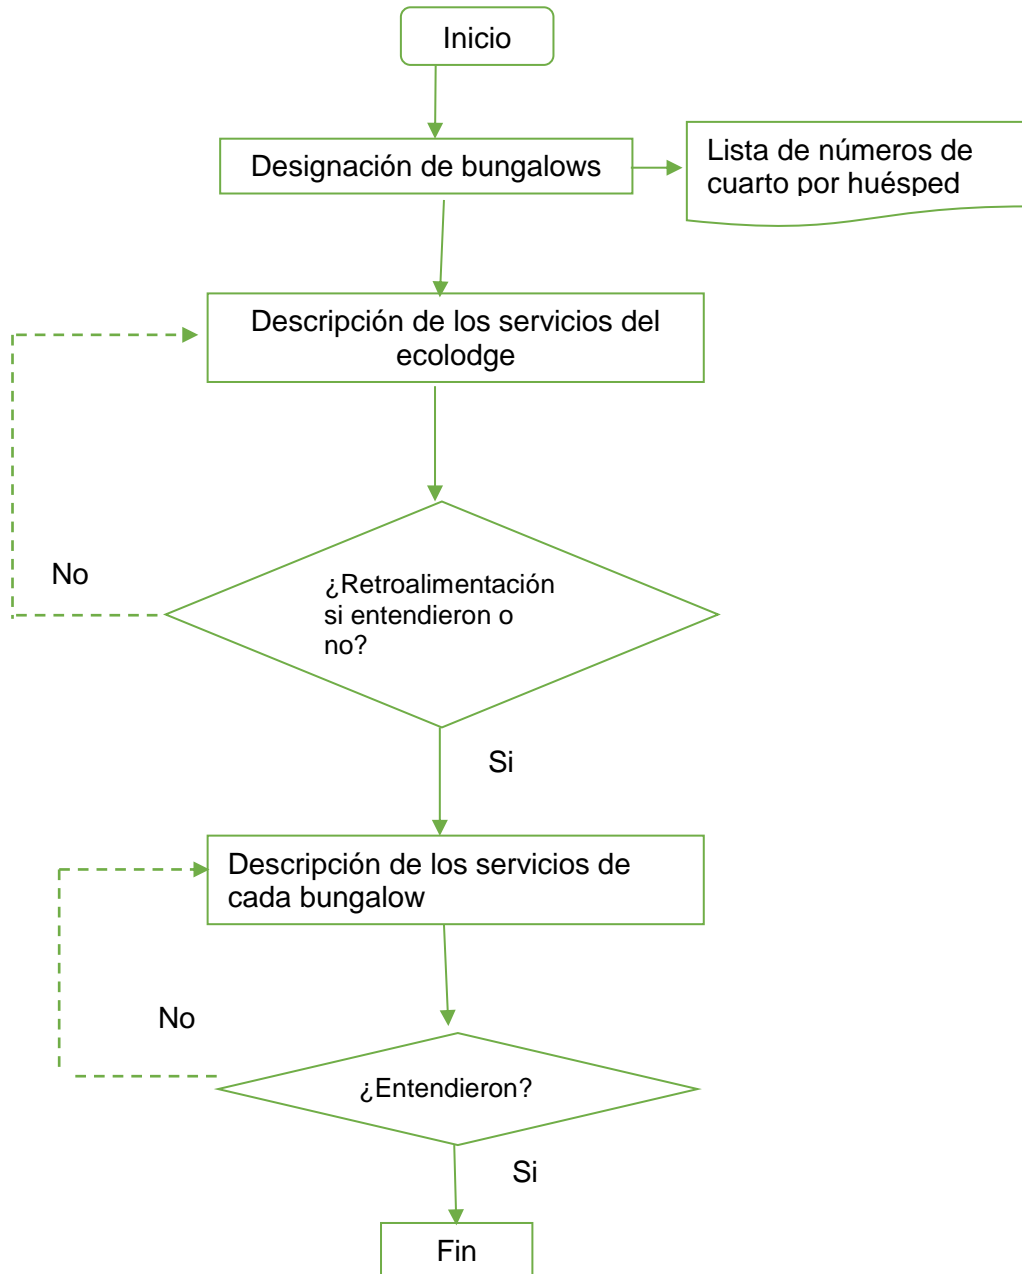 Inicio
Designación de bungalows
Lista de números de
cuarto por huésped
Descripción de los servicios del
ecolodge
No
¿Retroalimentación
si entendieron o
no?
Si
Descripción de los servicios de
cada bungalow
No
¿Entendieron?
Si
Fin